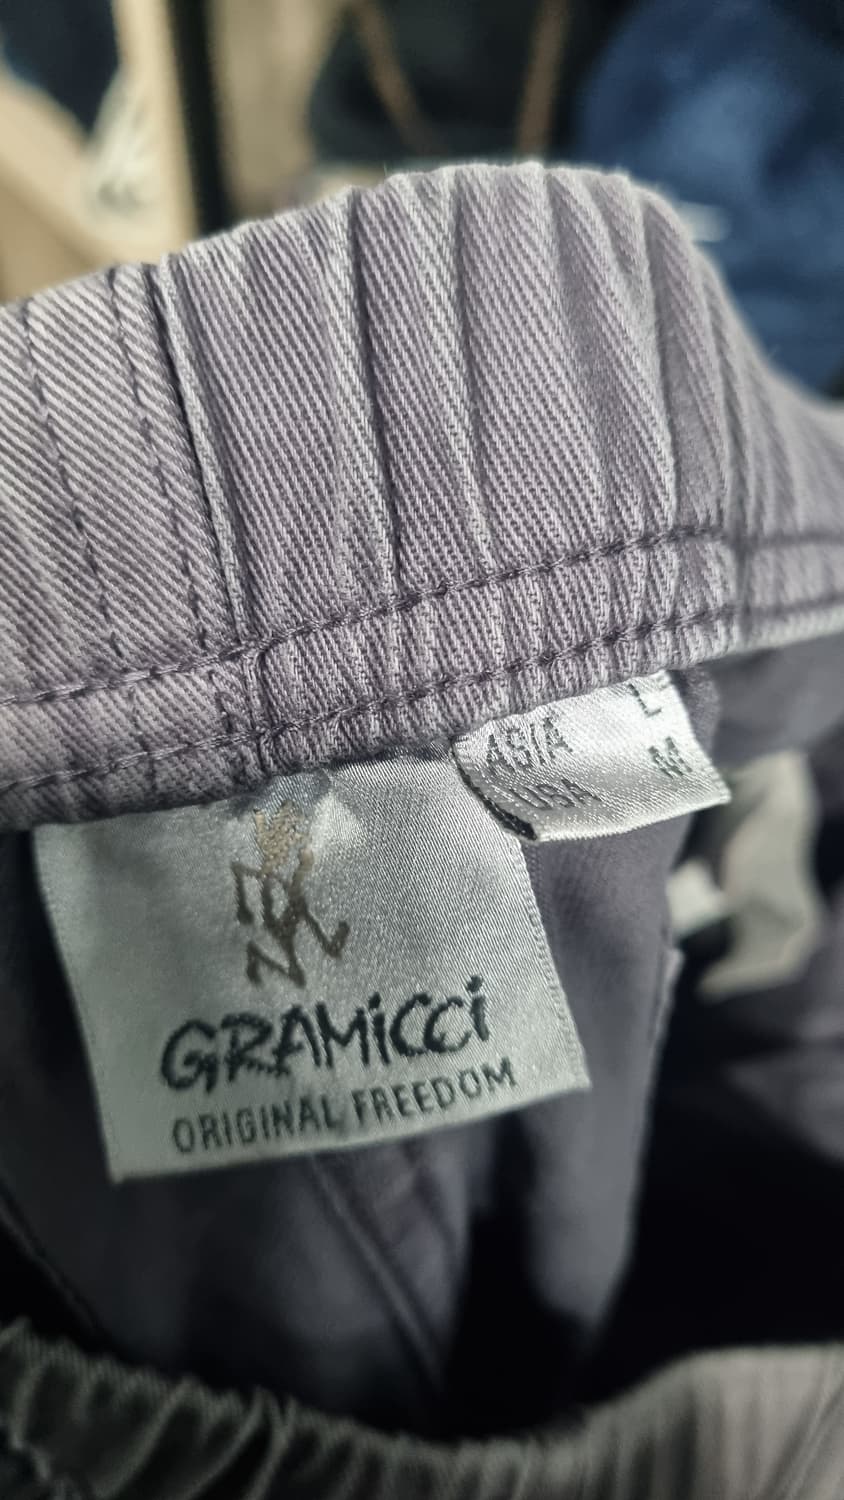 ASIA L
USA M
GRAMiCCi
ORIGINAL FREEDOM